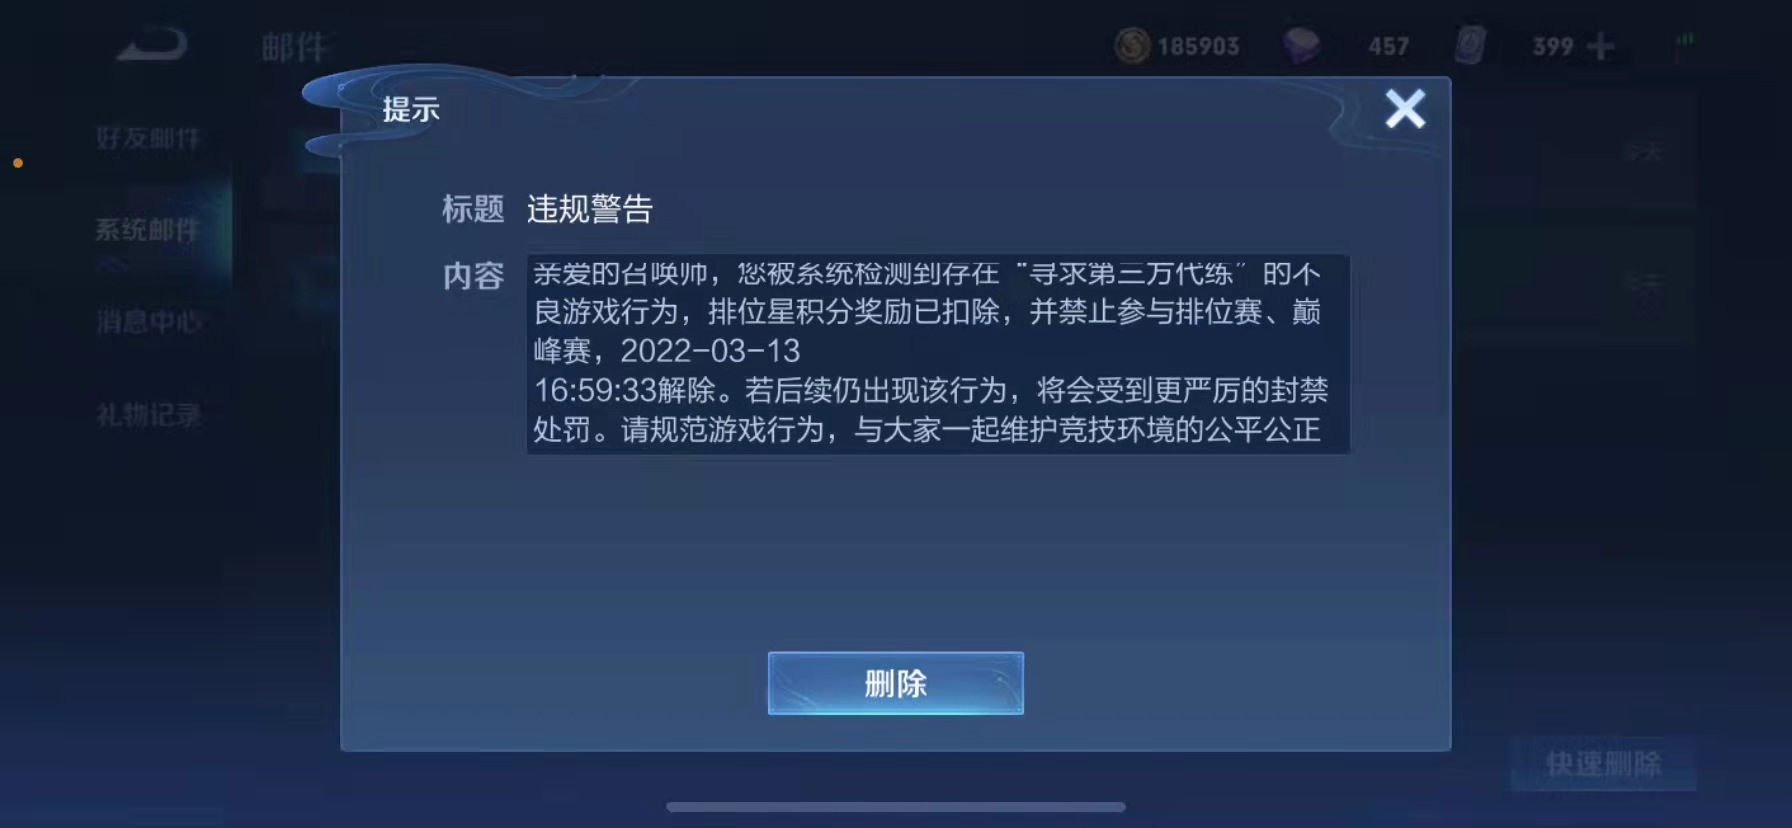 邮件
185903
457
399
提示
好友邮件
今天
系统邮件
标题 违规警告
内容
亲爱的召唤师，您被系统检测到存在“寻求第三方代练”的不
良游戏行为，排位星积分奖励已扣除，并禁止参与排位赛、巅
峰赛，2022-03-13
16:59:33解除。若后续仍出现该行为，将会受到更严厉的封禁
处罚。请规范游戏行为，与大家一起维护竞技环境的公平公正
消息中心
礼物记录
删除
快速删除